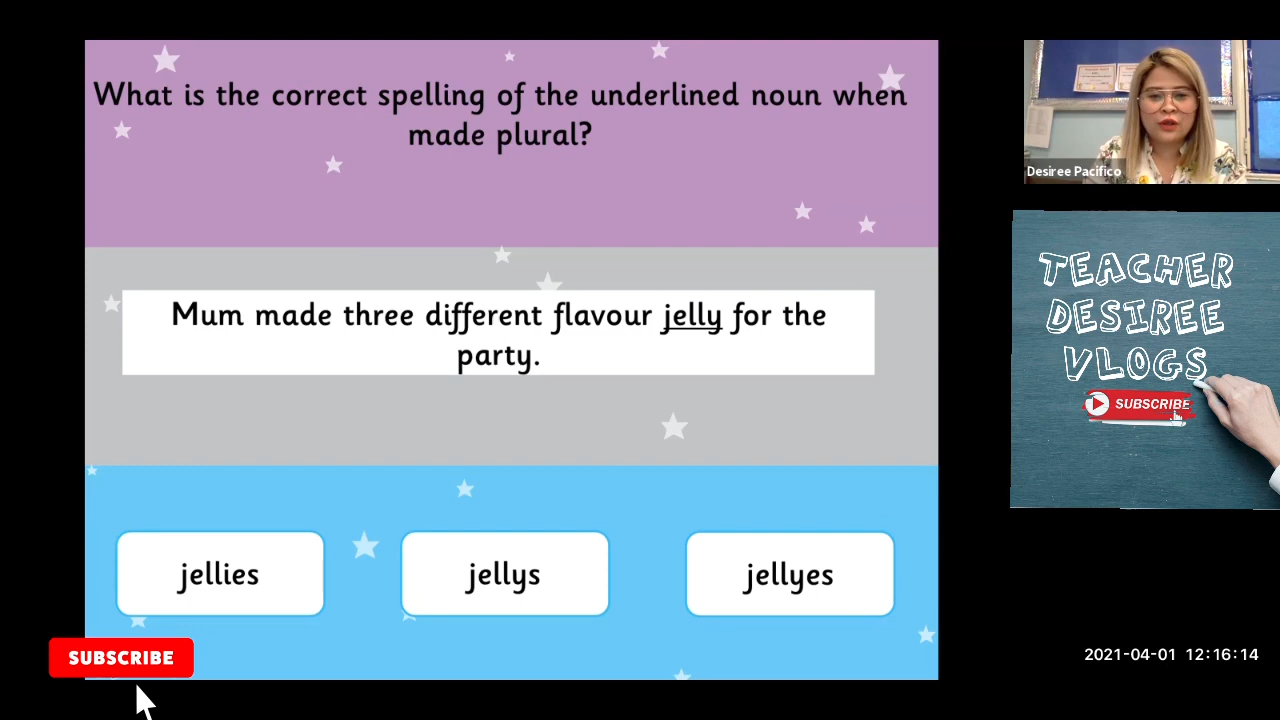 What is the correct spelling of the underlined noun when
made plural?
Mum made three different flavour jelly for the
party.
jellies
jellys
jellyes
SUBSCRIBE
Desiree Pacifico
TEACHER
DESIREE
VLOGS
SUBSCRIBE
2021-04-01 12:16:14